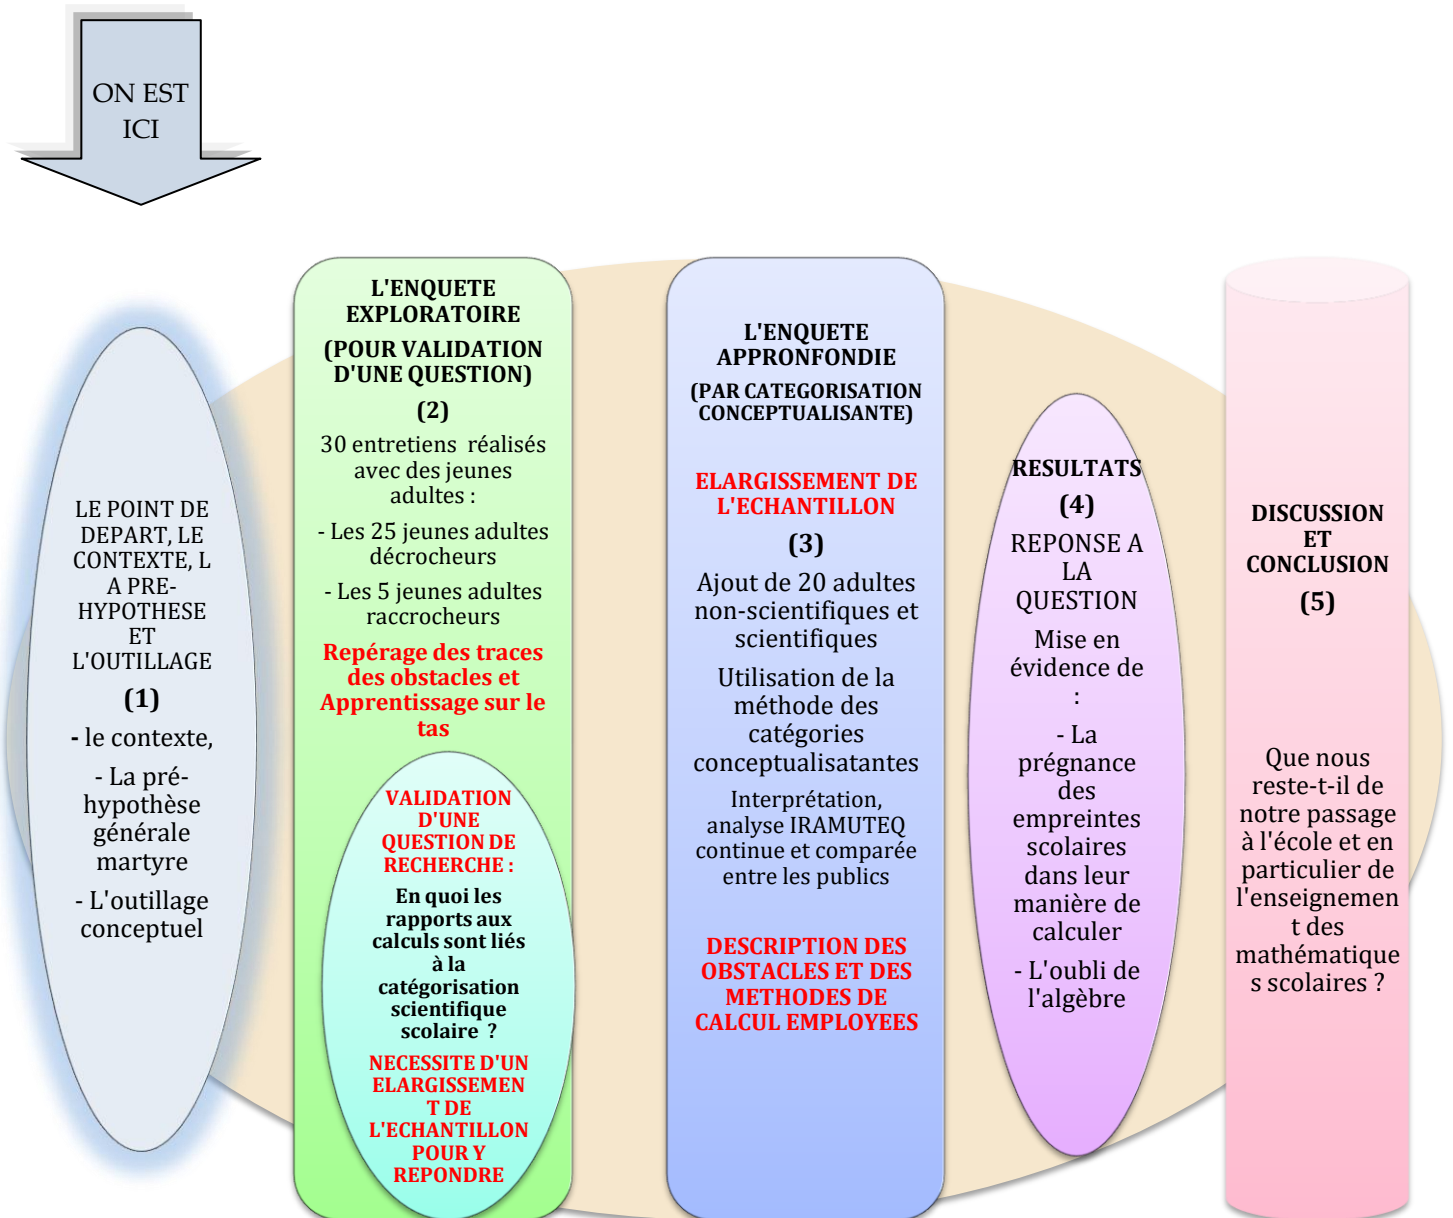 ON EST
ICI
LE POINT DE
DEPART, LE
CONTEXTE, L
A PRE-
HYPOTHESE
ET
L'OUTILLAGE
(1)
- le contexte,
- La pré-
hypothèse
générale
martyre
- L'outillage
conceptuel
L'ENQUETE
EXPLORATOIRE
(POUR VALIDATION
D'UNE QUESTION)
(2)
30 entretiens réalisés
avec des jeunes
adultes :
- Les 25 jeunes adultes
décrocheurs
- Les 5 jeunes adultes
raccrocheurs
Repérage des traces
des obstacles et
Apprentissage sur le
tas
VALIDATION
D'UNE
QUESTION DE
RECHERCHE :
En quoi les
rapports aux
calculs sont liés
à la
catégorisation
scientifique
scolaire ?
NECESSITE D'UN
ELARGISSEMEN
T DE
L'ECHANTILLON
POUR Y
REPONDRE
L'ENQUETE
APPRONFONDIE
(PAR CATEGORISATION
CONCEPTUALISANTE)
ELARGISSEMENT DE
L'ECHANTILLON
(3)
Ajout de 20 adultes
non-scientifiques et
scientifiques
Utilisation de la
méthode des
catégories
conceptualisatantes
Interprétation,
analyse IRAMUTEQ
continue et comparée
entre les publics
DESCRIPTION DES
OBSTACLES ET DES
METHODES DE
CALCUL EMPLOYEES
RESULTATS
(4)
REPONSE A
LA
QUESTION
Mise en
évidence de
:
- La
prégnance
des
empreintes
scolaires
dans leur
manière de
calculer
- L'oubli de
l'algèbre
DISCUSSION
ET
CONCLUSION
(5)
Que nous
reste-t-il de
notre passage
à l'école et en
particulier de
l'enseignemen
t des
mathématique
s scolaires ?